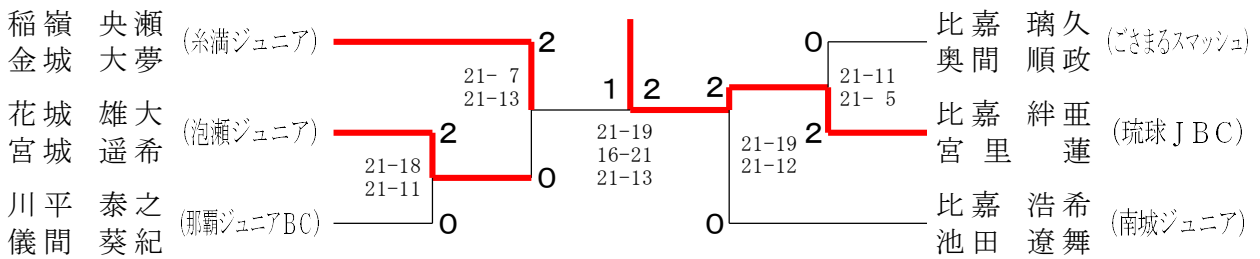 稲嶺 央瀬
金城 大夢
(糸満ジュニア)
2
21- 7
21-13
花城 雄大
宮城 遥希
(泡瀬ジュニア)
2
21-18
21-11
0
川平 泰之
儀間 葵紀
(那覇ジュニアBC)
0
1 2
21-19
16-21
21-13
比嘉 璃久
奥間 順政
(ごさまるスマッシュ)
0
21-11
21- 5
2
比嘉 絆亜
宮里 蓮
(琉球JBC)
2
21-19
21-12
比嘉 浩希
池田 遼舞
(南城ジュニア)
0